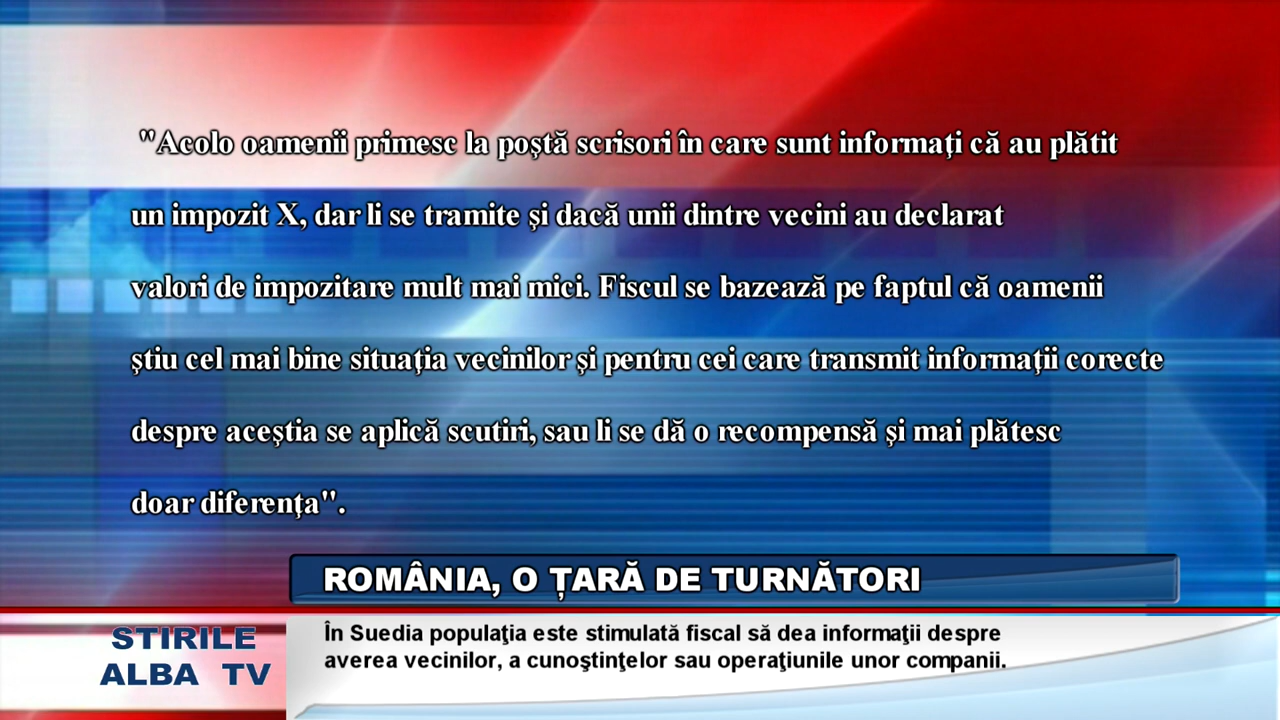 "Acolo oamenii primesc la poştă scrisori în care sunt informaţi că au plătit
un impozit X, dar li se tramite şi dacă unii dintre vecini au declarat
valori de impozitare mult mai mici. Fiscul se bazează pe faptul că oamenii
ştiu cel mai bine situaţia vecinilor și pentru cei care transmit informaţii corecte
despre aceştia se aplică scutiri, sau li se dă o recompensă şi mai plătesc
doar diferenţa".
ROMÂNIA, O ȚARĂ DE TURNĂTORI
STIRILE
ALBA TV
În Suedia populaţia este stimulată fiscal să dea informaţii despre
averea vecinilor, a cunoştinţelor sau operaţiunile unor companii.